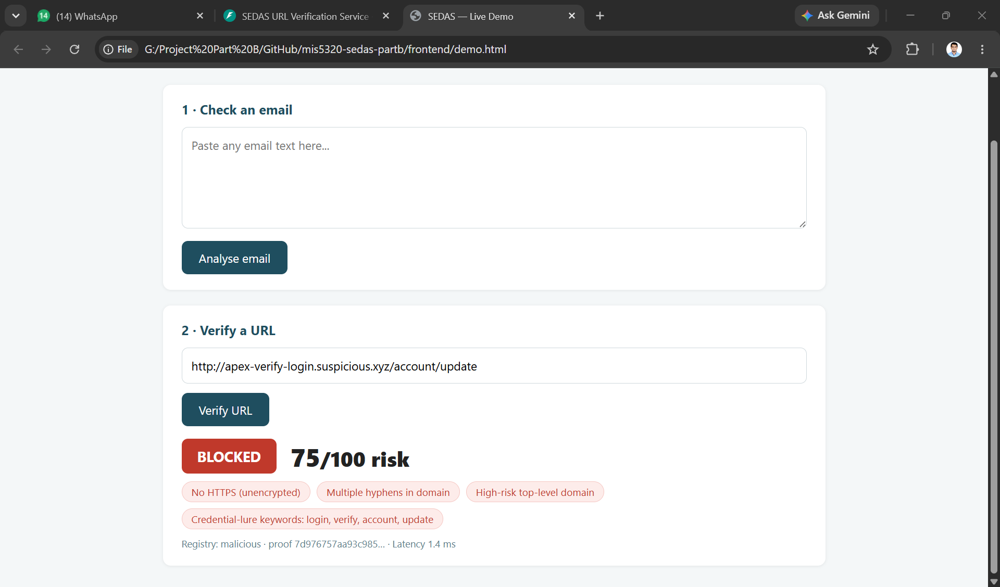 14 (14) WhatsApp
SEDAS URL Verification Service
SEDAS — Live Demo
Ask Gemini
File G:/Project%20Part%20B/GitHub/mis5320-sedas-partb/frontend/demo.html
1 · Check an email
Paste any email text here...
Analyse email
2 · Verify a URL
http://apex-verify-login.suspicious.xyz/account/update
Verify URL
BLOCKED 75/100 risk
No HTTPS (unencrypted) Multiple hyphens in domain High-risk top-level domain
Credential-lure keywords: login, verify, account, update
Registry: malicious · proof 7d976757aa93c985... · Latency 1.4 ms